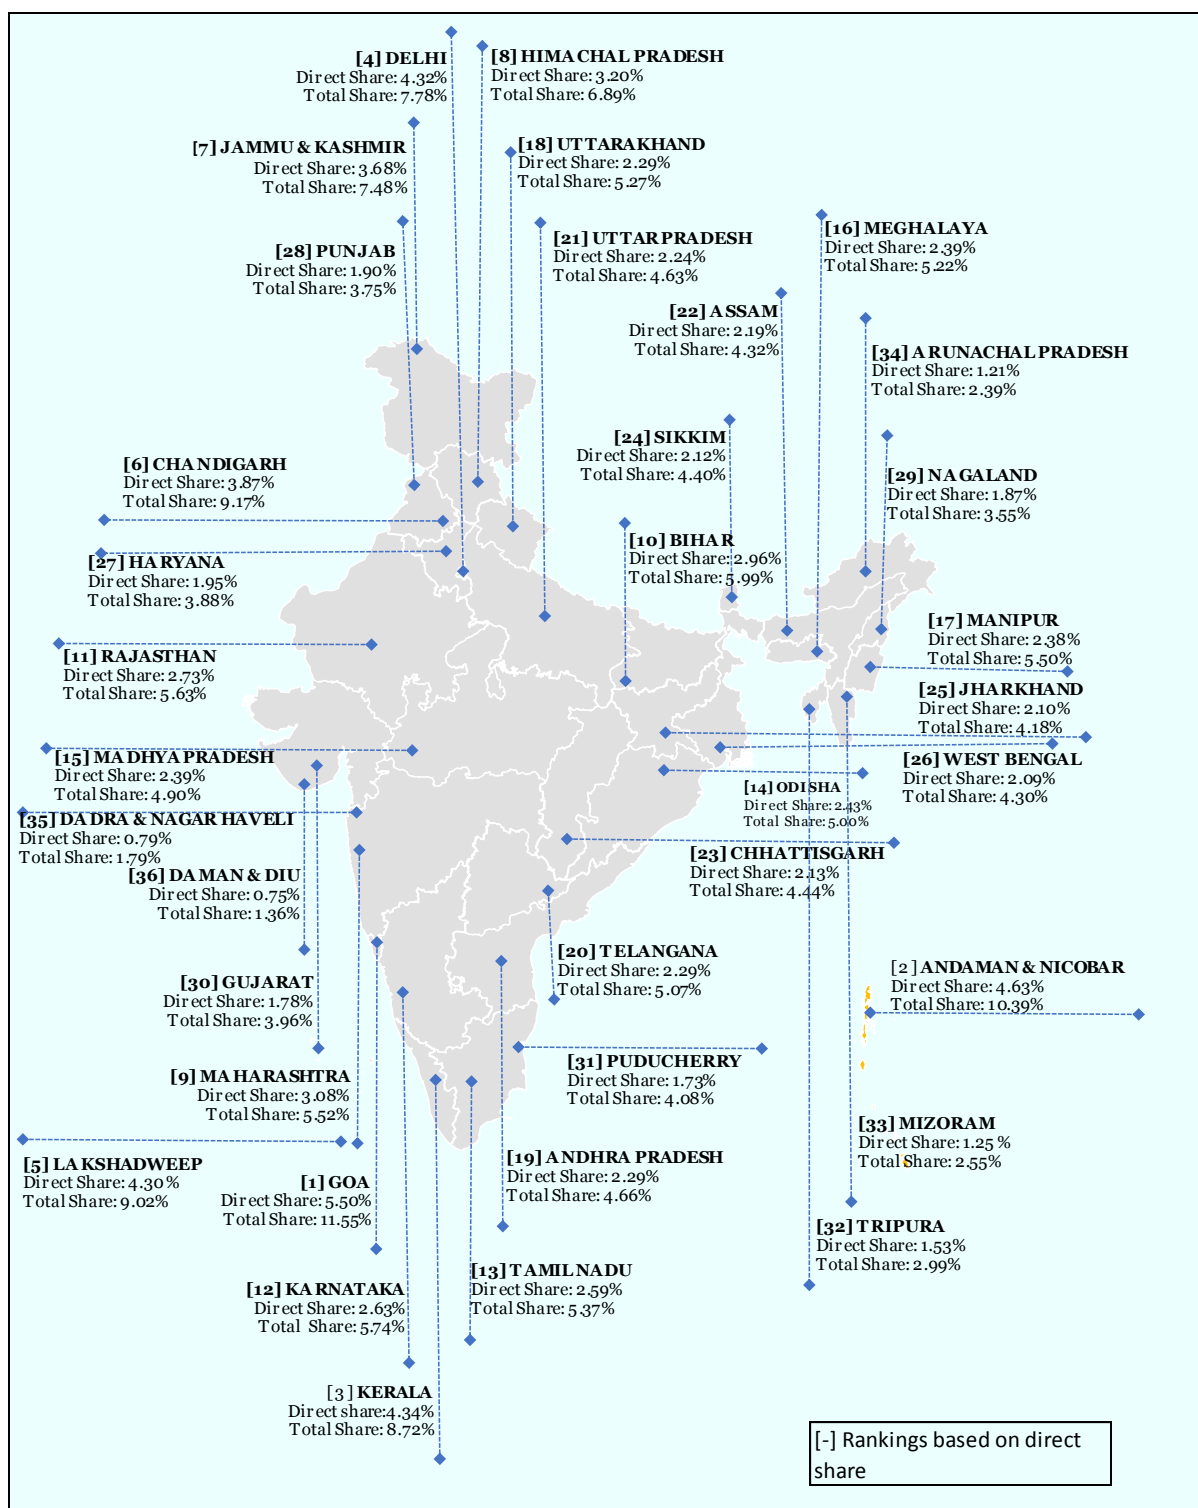 [4] DELHI
Direct Share: 4.32%
Total Share: 7.78%
[8] HIMACHAL PRADESH
Direct Share: 3.20%
Total Share: 6.89%
[7] JAMMU & KASHMIR
Direct Share: 3.68%
Total Share: 7.48%
[18] UTTARAKHAND
Direct Share: 2.29%
Total Share: 5.27%
[28] PUNJAB
Direct Share: 1.90%
Total Share: 3.75%
[21] UTTAR PRADESH
Direct Share: 2.24%
Total Share: 4.63%
[16] MEGHALAYA
Direct Share: 2.39%
Total Share: 5.22%
[22] ASSAM
Direct Share: 2.19%
Total Share: 4.32%
[34] ARUNACHAL PRADESH
Direct Share: 1.21%
Total Share: 2.39%
[24] SIKKIM
Direct Share: 2.12%
Total Share: 4.40%
[6] CHANDIGARH
Direct Share: 3.87%
Total Share: 9.17%
[29] NAGALAND
Direct Share: 1.87%
Total Share: 3.55%
[10] BIHAR
Direct Share: 2.96%
Total Share: 5.99%
[27] HARYANA
Direct Share: 1.95%
Total Share: 3.88%
[17] MANIPUR
Direct Share: 2.38%
Total Share: 5.50%
[11] RAJASTHAN
Direct Share: 2.73%
Total Share: 5.63%
[25] JHARKHAND
Direct Share: 2.10%
Total Share: 4.18%
[15] MADHYA PRADESH
Direct Share: 2.39%
Total Share: 4.90%
[26] WEST BENGAL
Direct Share: 2.09%
Total Share: 4.30%
[14] ODISHA
Direct Share: 2.43%
Total Share: 5.00%
[35] DADRA & NAGAR HAVELI
Direct Share: 0.79%
Total Share: 1.79%
[23] CHHATTISGARH
Direct Share: 2.13%
Total Share: 4.44%
[36] DAMAN & DIU
Direct Share: 0.75%
Total Share: 1.36%
[20] TELANGANA
Direct Share: 2.29%
Total Share: 5.07%
[2] ANDAMAN & NICOBAR
Direct Share: 4.63%
Total Share: 10.39%
[30] GUJARAT
Direct Share: 1.78%
Total Share: 3.96%
[31] PUDUCHERRY
Direct Share: 1.73%
Total Share: 4.08%
[9] MAHARASHTRA
Direct Share: 3.08%
Total Share: 5.52%
[33] MIZORAM
Direct Share: 1.25 %
Total Share: 2.55%
[5] LAKSHADWEEP
Direct Share: 4.30 %
Total Share: 9.02%
[1] GOA
Direct Share: 5.50%
Total Share: 11.55%
[19] ANDHRA PRADESH
Direct Share: 2.29%
Total Share: 4.66%
[32] TRIPURA
Direct Share: 1.53%
Total Share: 2.99%
[12] KARNATAKA
Direct Share: 2.63%
Total Share: 5.74%
[13] TAMIL NADU
Direct Share: 2.59%
Total Share: 5.37%
[3] KERALA
Direct share:4.34%
Total Share: 8.72%
[-] Rankings based on direct
share